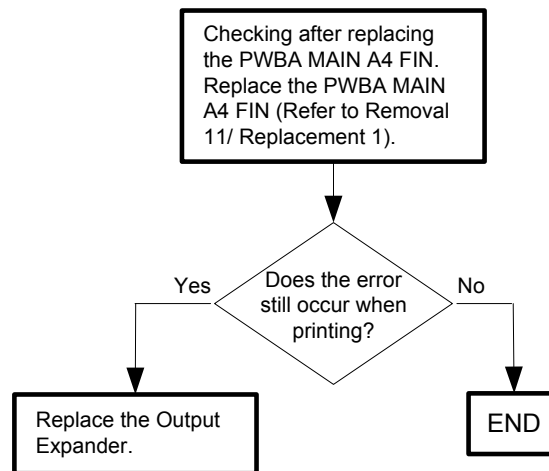 Checking after replacing
the PWBA MAIN A4 FIN.
Replace the PWBA MAIN
A4 FIN (Refer to Removal
11/ Replacement 1).
Does the error
still occur when
printing?
Yes
No
Replace the Output
Expander.
END